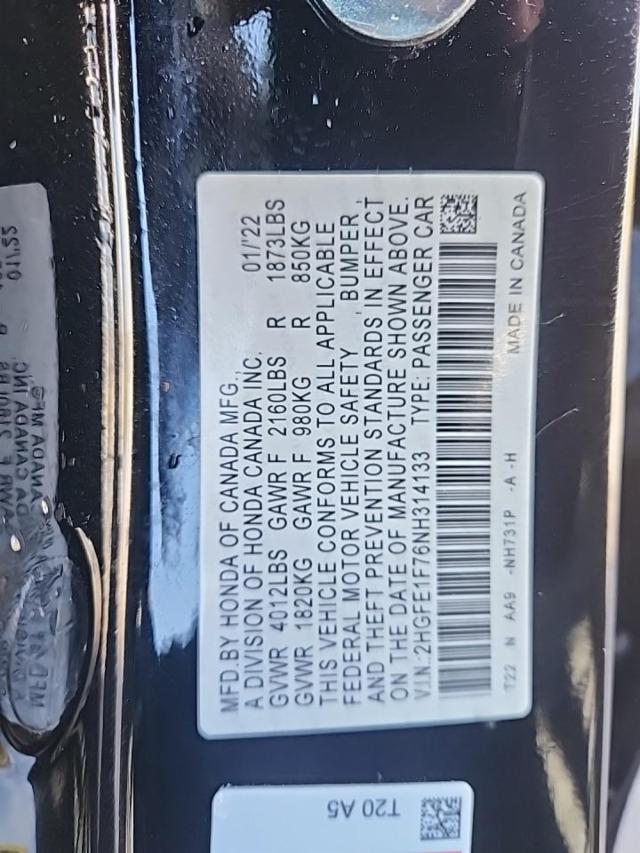 MFD.BY HONDA OF CANADA MFG.,
A DIVISION OF HONDA CANADA INC. 01/'22
GVWR 4012LBS GAWR F 2160LBS R 1873LBS
GVWR 1820KG GAWR F 980KG R 850KG
THIS VEHICLE CONFORMS TO ALL APPLICABLE
FEDERAL MOTOR VEHICLE SAFETY , BUMPER ,
AND THEFT PREVENTION STANDARDS IN EFFECT
ON THE DATE OF MANUFACTURE SHOWN ABOVE.
V.I.N.:2HGFE1F76NH314133 TYPE: PASSENGER CAR
T22 N AA9 -NH731P -A -H MADE IN CANADA
T20 A5